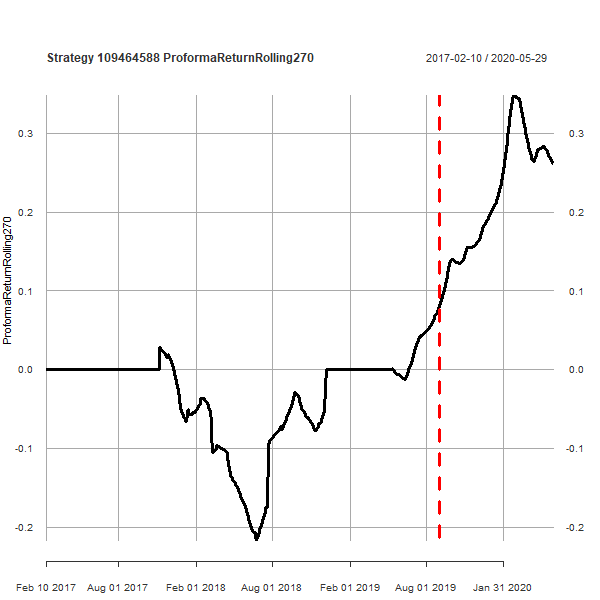 Strategy 109464588 ProformaReturnRolling270
2017-02-10 / 2020-05-29
ProformaReturnRolling270
0.3 0.3
0.2 0.2
0.1 0.1
0.0 0.0
-0.1 -0.1
-0.2 -0.2
Feb 10 2017 Aug 01 2017 Feb 01 2018 Aug 01 2018 Feb 01 2019 Aug 01 2019 Jan 31 2020